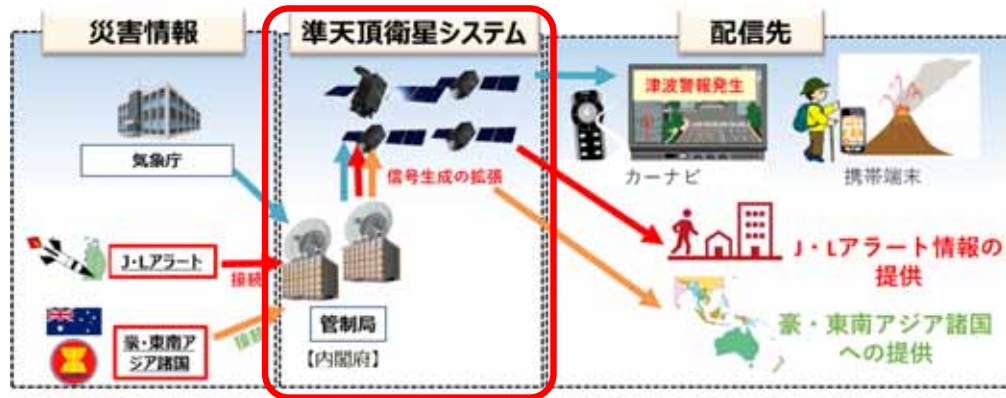 災害情報
準天頂衛星システム
配信先
気象庁
J・Lアラート
接続
豪・東南ア
ジア諸国
接続
信号生成の拡張
管制局
【内閣府】
津波警報発生
カーナビ
携帯端末
J・Lアラート情報の
提供
豪・東南アジア諸国
への提供